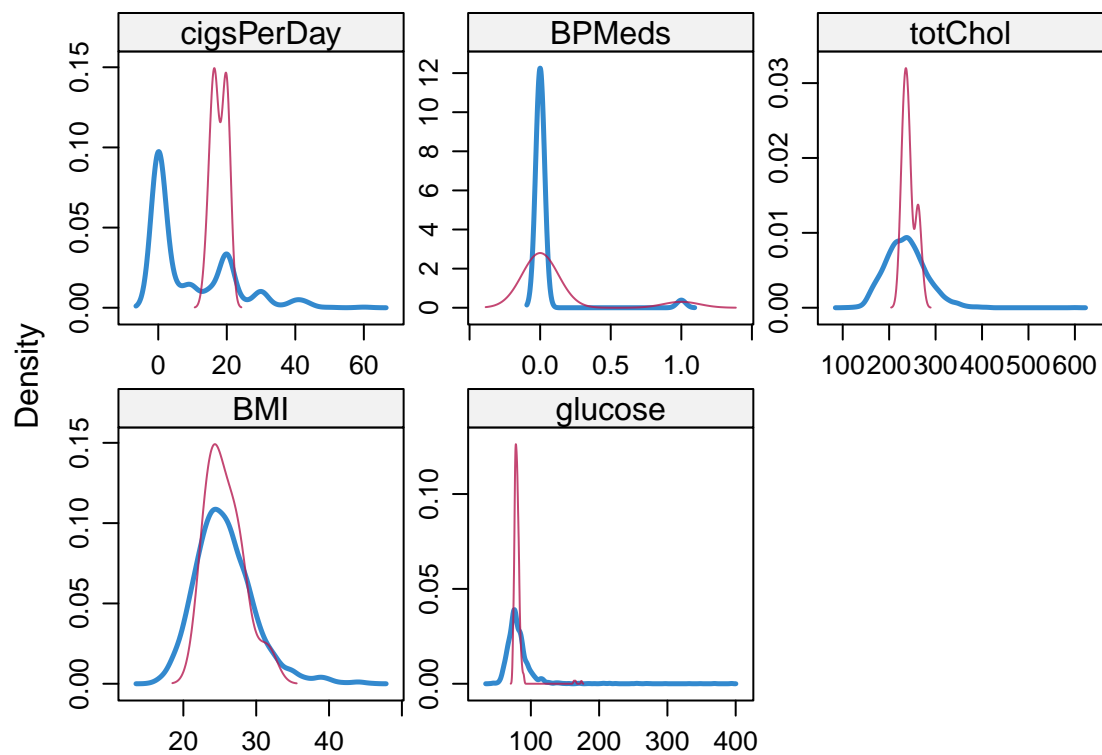 Density
cigsPerDay
0.00 0.05 0.10 0.15
0 20 40 60
BPMeds
0 2 4 6 8 10 12
0.0 0.5 1.0
totChol
0.00 0.01 0.02 0.03
100 200 300 400 500 600
BMI
0.00 0.05 0.10 0.15
20 30 40
glucose
0.00 0.05 0.10
100 200 300 400